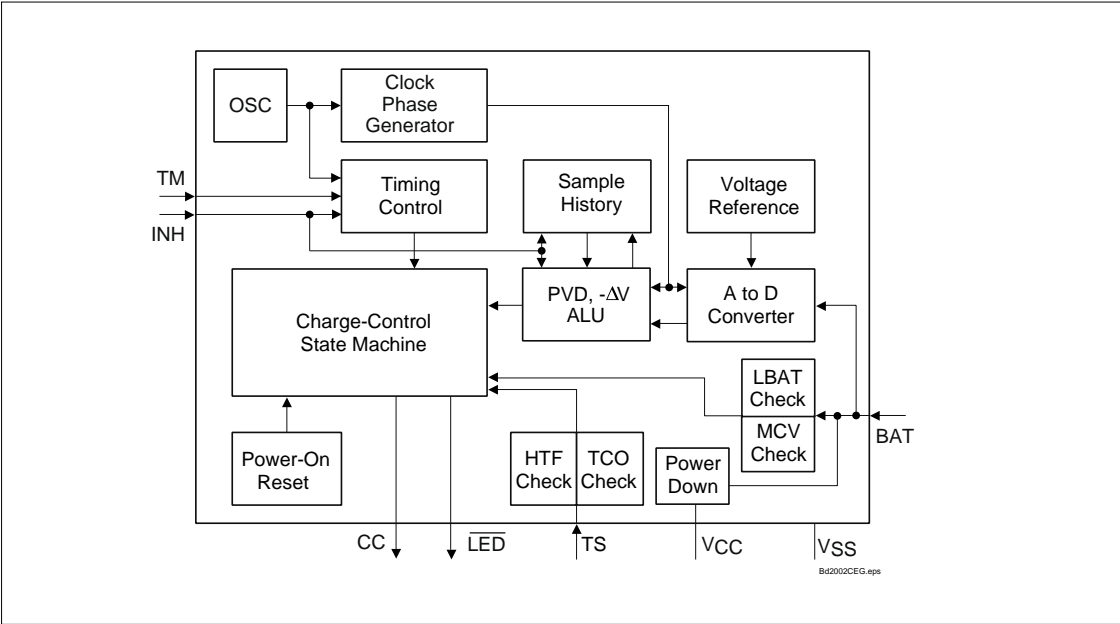 OSC
Clock
Phase
Generator
TM
INH
Timing
Control
Sample
History
Voltage
Reference
Charge-Control
State Machine
PVD, -ΔV
ALU
A to D
Converter
LBAT
Check
MCV
Check
BAT
Power-On
Reset
HTF
Check
TCO
Check
Power
Down
CC
LED
TS
VCC
VSS
Bd2002CEG.eps